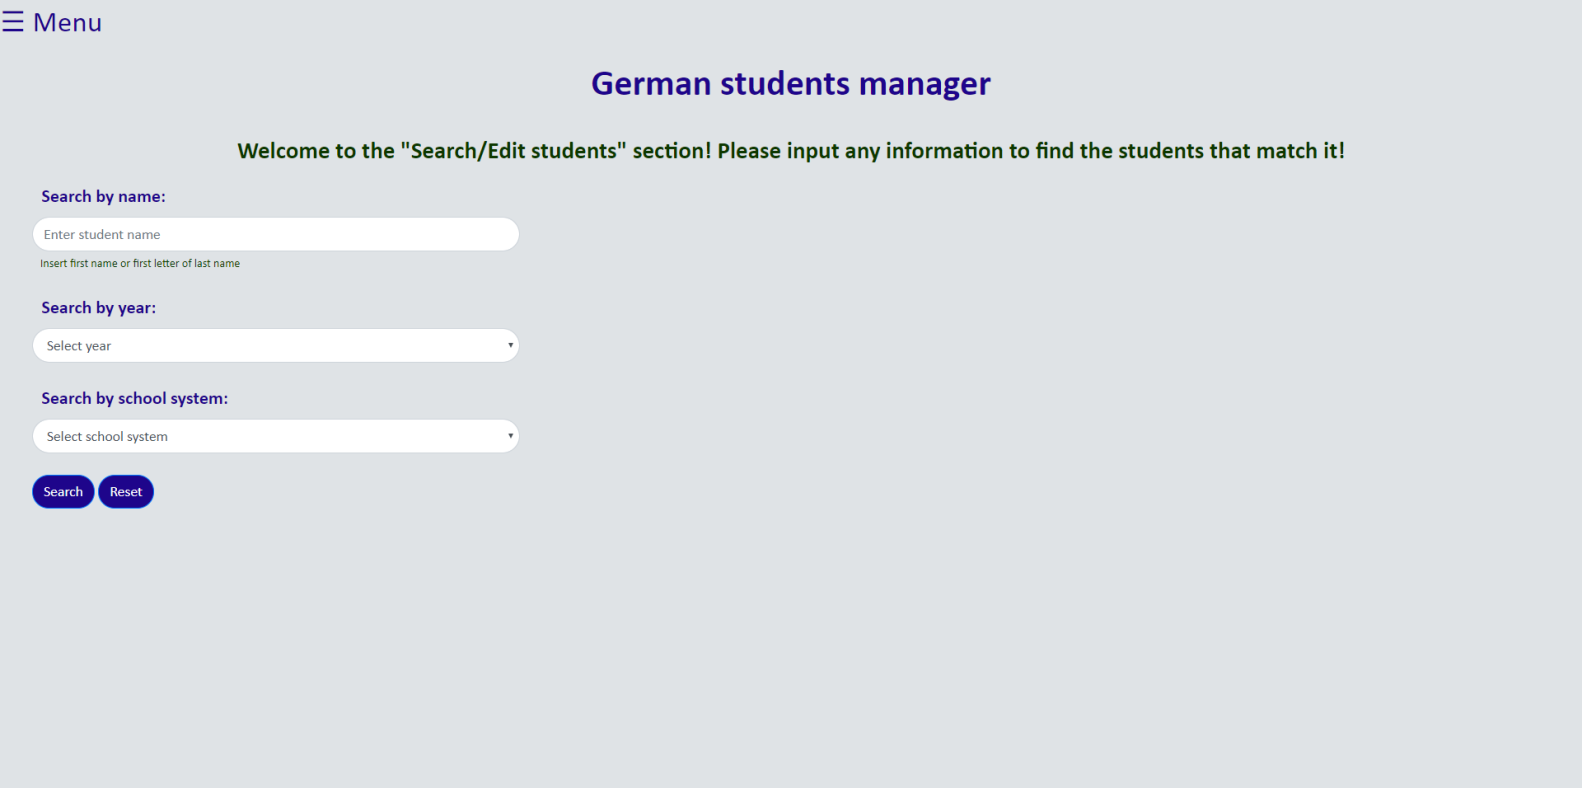 ☰ Menu
German students manager
Welcome to the "Search/Edit students" section! Please input any information to find the students that match it!
Search by name:
Enter student name
Insert first name or first letter of last name
Search by year:
Select year
Search by school system:
Select school system
Search Reset